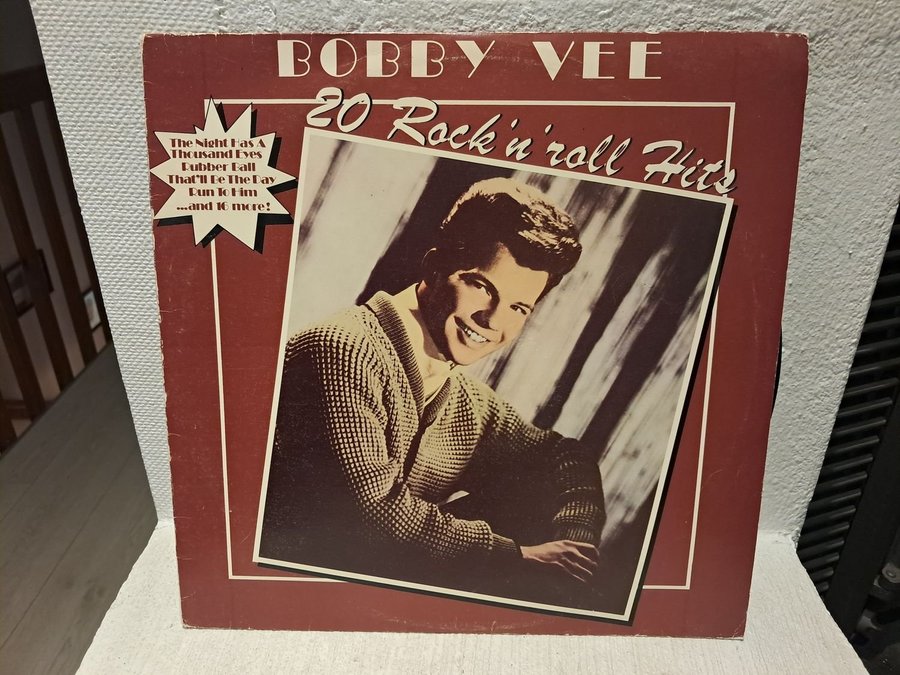 BOBBY VEE
20 Rock 'n' roll Hits
The Night Has A
Thousand Eyes
Rubber Ball
That'll Be The Day
Run To Him
...and 16 more!